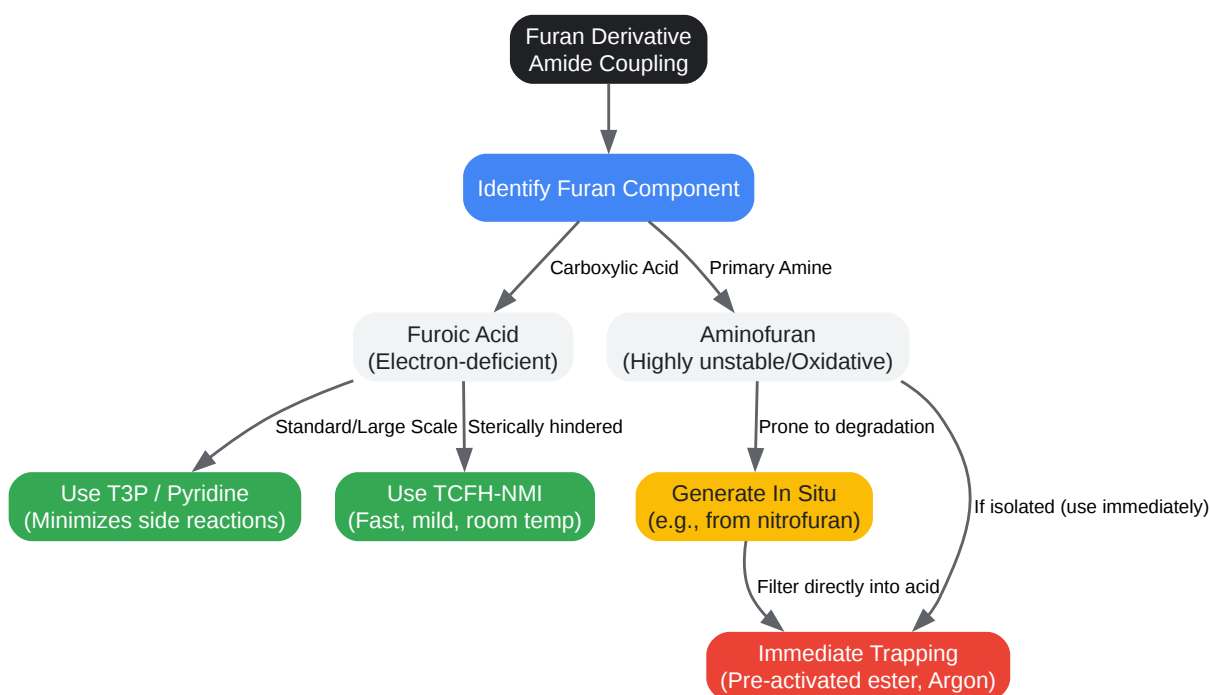 Furan Derivative
Amide Coupling
Identify Furan Component
Carboxylic Acid
Primary Amine
Furoic Acid
(Electron-deficient)
Aminofuran
(Highly unstable/Oxidative)
Standard/Large Scale
Sterically hindered
Prone to degradation
Use T3P / Pyridine
(Minimizes side reactions)
Use TCFH-NMI
(Fast, mild, room temp)
Generate In Situ
(e.g., from nitrofuran)
If isolated (use immediately)
Filter directly into acid
Immediate Trapping
(Pre-activated ester, Argon)